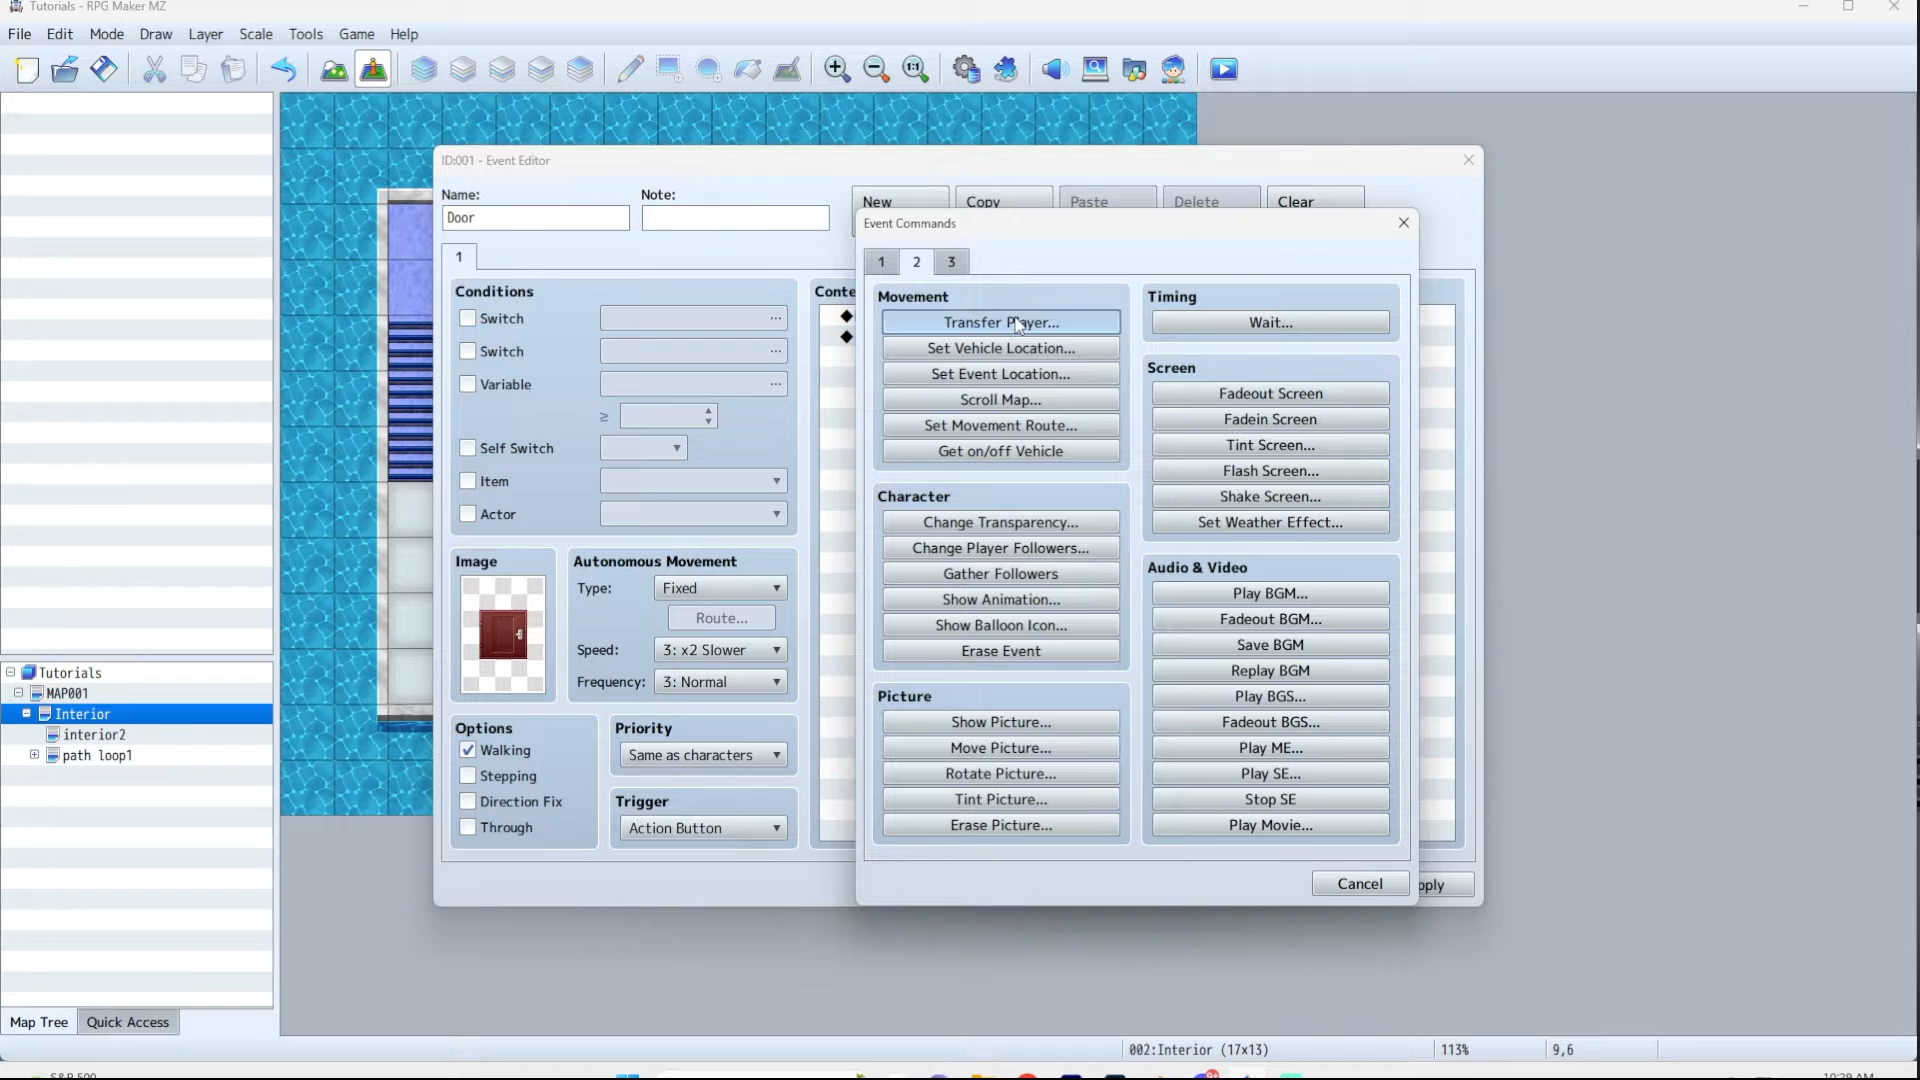 Tutorials - RPG Maker MZ
File Edit Mode Draw Layer Scale Tools Game Help
1:1
ID:001 - Event Editor
Name:
Note:
Door
New
Copy
Paste
Delete
Clear
Event Commands
1
1 2 3
Conditions
Switch
Switch
Variable
≥
Self Switch
Item
Actor
Conte
Movement
Transfer Player...
Set Vehicle Location...
Set Event Location...
Scroll Map...
Set Movement Route...
Get on/off Vehicle
Character
Change Transparency...
Change Player Followers...
Gather Followers
Show Animation...
Show Balloon Icon...
Erase Event
Picture
Show Picture...
Move Picture...
Rotate Picture...
Tint Picture...
Erase Picture...
Timing
Wait...
Screen
Fadeout Screen
Fadein Screen
Tint Screen...
Flash Screen...
Shake Screen...
Set Weather Effect...
Audio & Video
Play BGM...
Fadeout BGM...
Save BGM
Replay BGM
Play BGS...
Fadeout BGS...
Play ME...
Play SE...
Stop SE
Play Movie...
Cancel
pply
Image
Autonomous Movement
Type: Fixed
Route...
Speed: 3: x2 Slower
Frequency: 3: Normal
Options
Walking
Stepping
Direction Fix
Through
Priority
Same as characters
Trigger
Action Button
Tutorials
MAP001
Interior
interior2
path loop1
Map Tree
Quick Access
002:Interior (17x13)
113%
9,6
S&P 500
10:29 AM